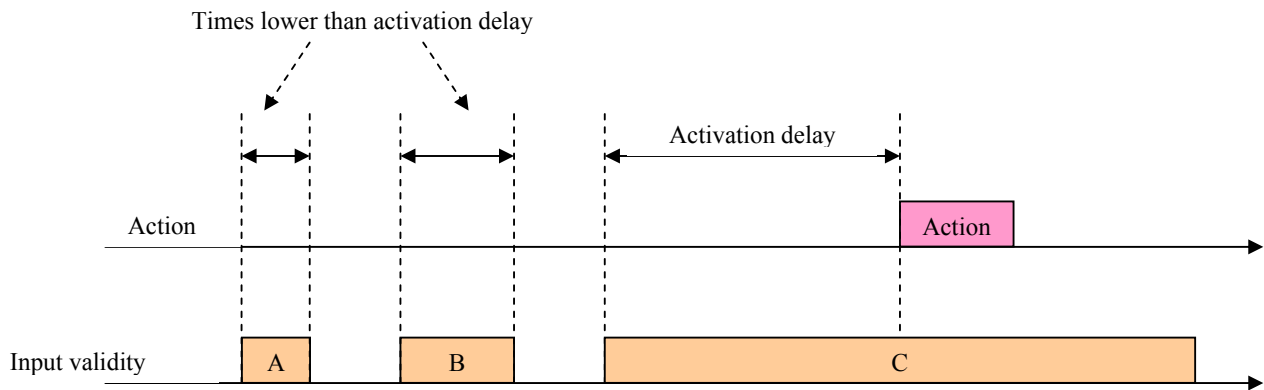 Times lower than activation delay
Activation delay
Action
Action
Input validity
A
B
C